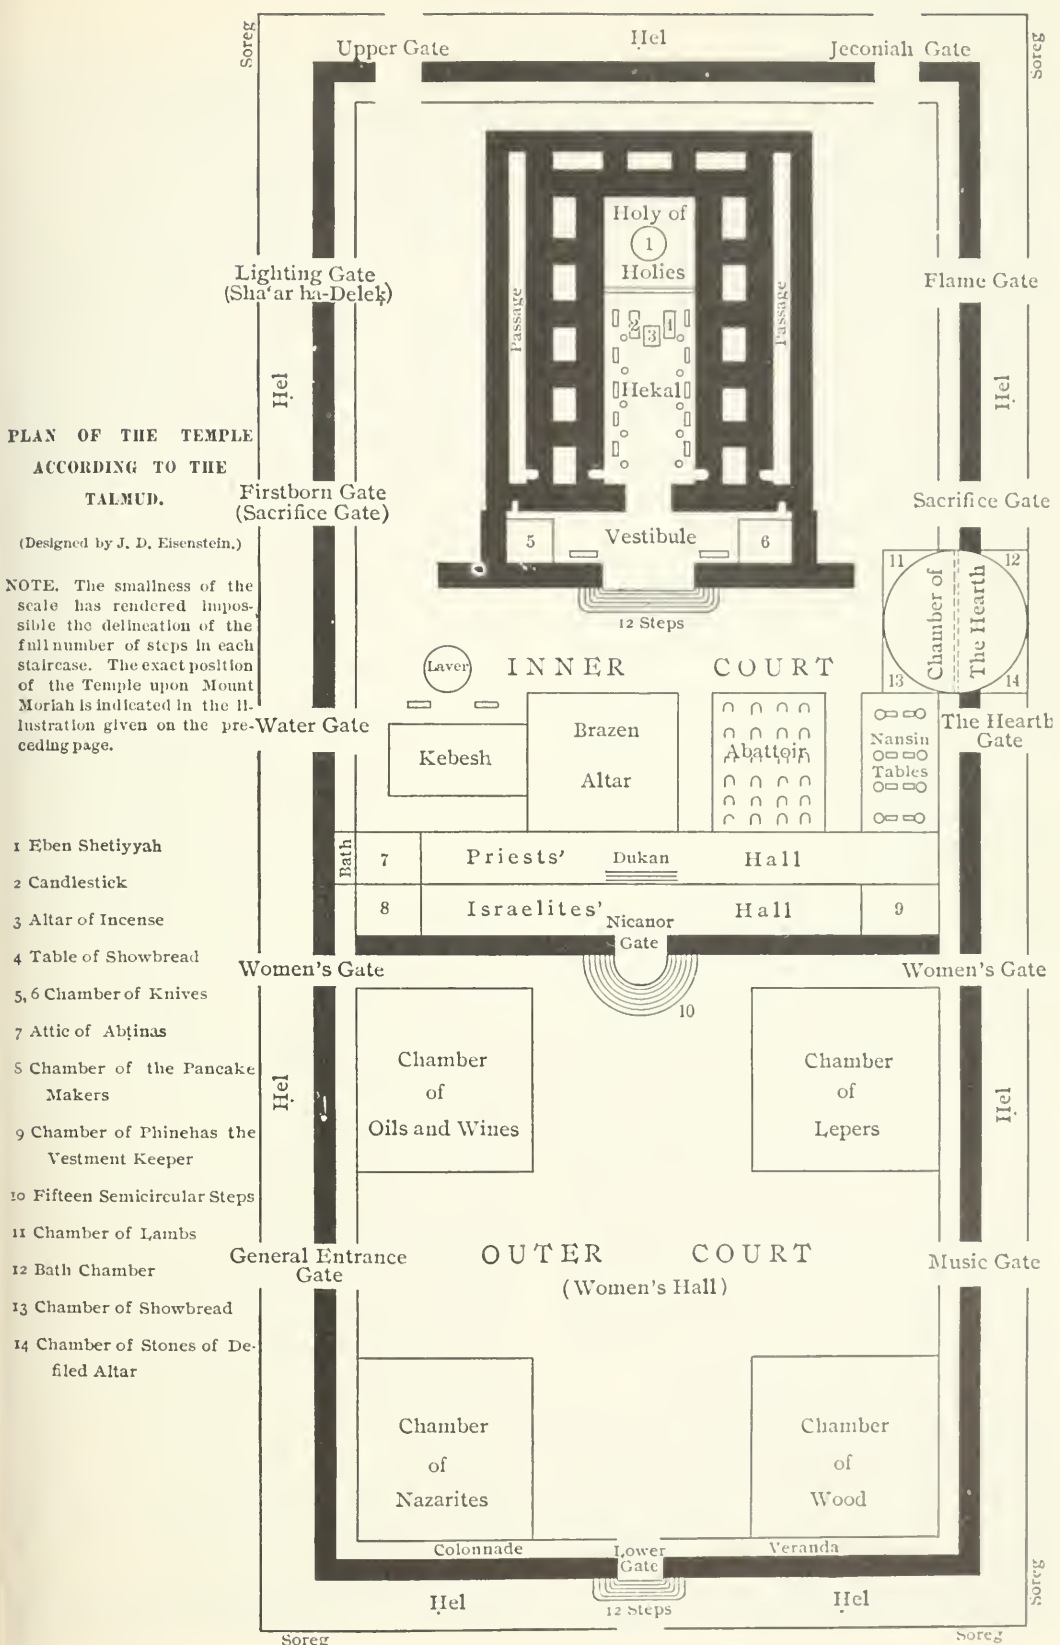 Soreg
Soreg
Ḥel
Upper Gate
Jeconiah Gate
Holy of
1
Holies
Lighting Gate
(Sha'ar ha-Deleḳ)
Flame Gate
Passage
Passage
2
1
3
Hekal
Ḥel
Ḥel
PLAN OF THE TEMPLE
ACCORDING TO THE
TALMUD.
(Designed by J. D. Eisenstein.)
NOTE. The smallness of the
scale has rendered impos-
sible the delineation of the
full number of steps in each
staircase. The exact position
of the Temple upon Mount
Moriah is indicated in the il-
lustration given on the pre-
ceding page.
Firstborn Gate
(Sacrifice Gate)
Sacrifice Gate
5
Vestibule
6
12 Steps
11
12
Chamber of
The Hearth
13
14
Laver
INNER COURT
Water Gate
Kebesh
Brazen
Altar
Abattoir
Nansin
Tables
The Hearth
Gate
Bath
7
Priests'
Dukan
Hall
8
Israelites'
Nicanor
Gate
Hall
9
Women's Gate
Women's Gate
10
1 Eben Shetiyyah
2 Candlestick
3 Altar of Incense
4 Table of Showbread
5, 6 Chamber of Knives
7 Attic of Abṭinas
8 Chamber of the Pancake
Makers
9 Chamber of Phinehas the
Vestment Keeper
10 Fifteen Semicircular Steps
11 Chamber of Lambs
12 Bath Chamber
13 Chamber of Showbread
14 Chamber of Stones of De-
filed Altar
Ḥel
Ḥel
Chamber
of
Oils and Wines
Chamber
of
Lepers
General Entrance
Gate
OUTER COURT
(Women's Hall)
Music Gate
Chamber
of
Nazarites
Chamber
of
Wood
Colonnade
Lower
Gate
Veranda
Ḥel
12 Steps
Ḥel
Soreg
Soreg
Soreg